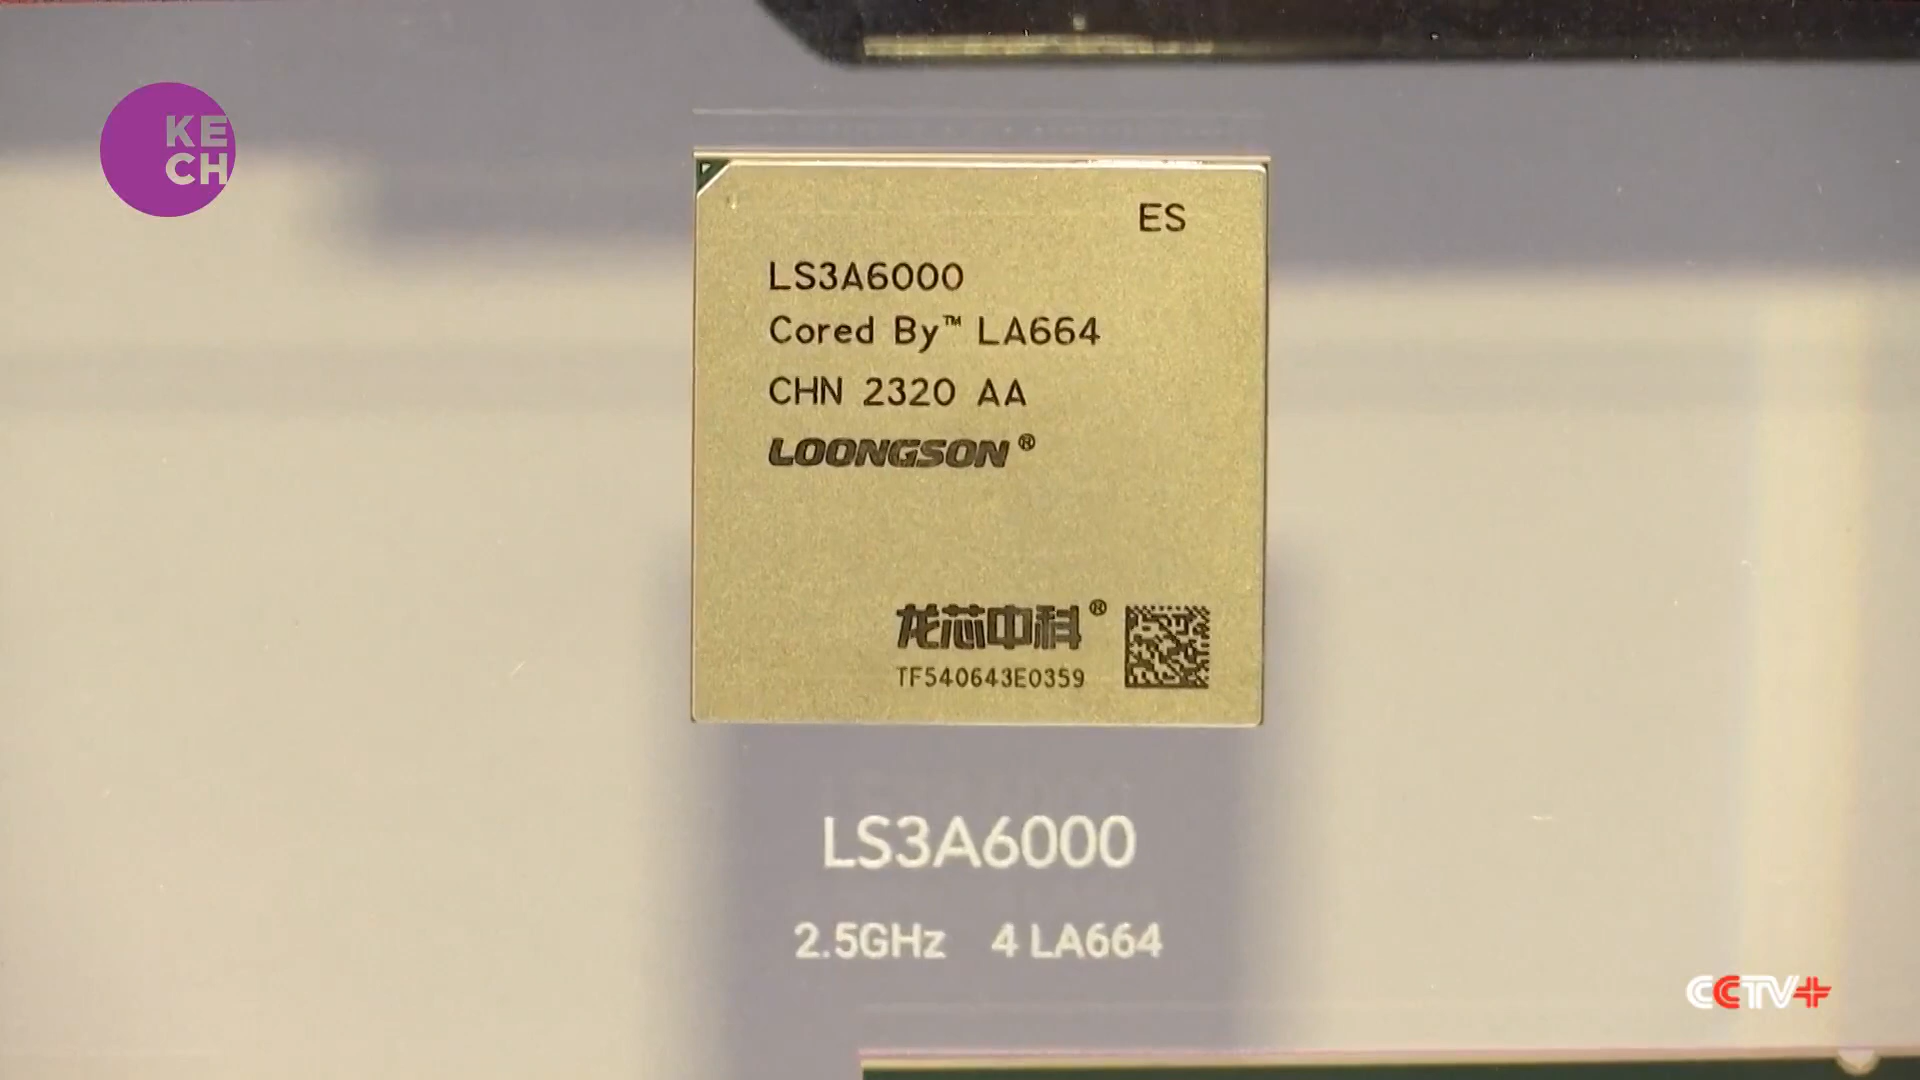 KE
CH
ES
LS3A6000
Cored By™ LA664
CHN 2320 AA
LOONGSON®
龙芯中科®
TF540643E0359
LS3A6000
2.5GHz 4 LA664
CCTV+